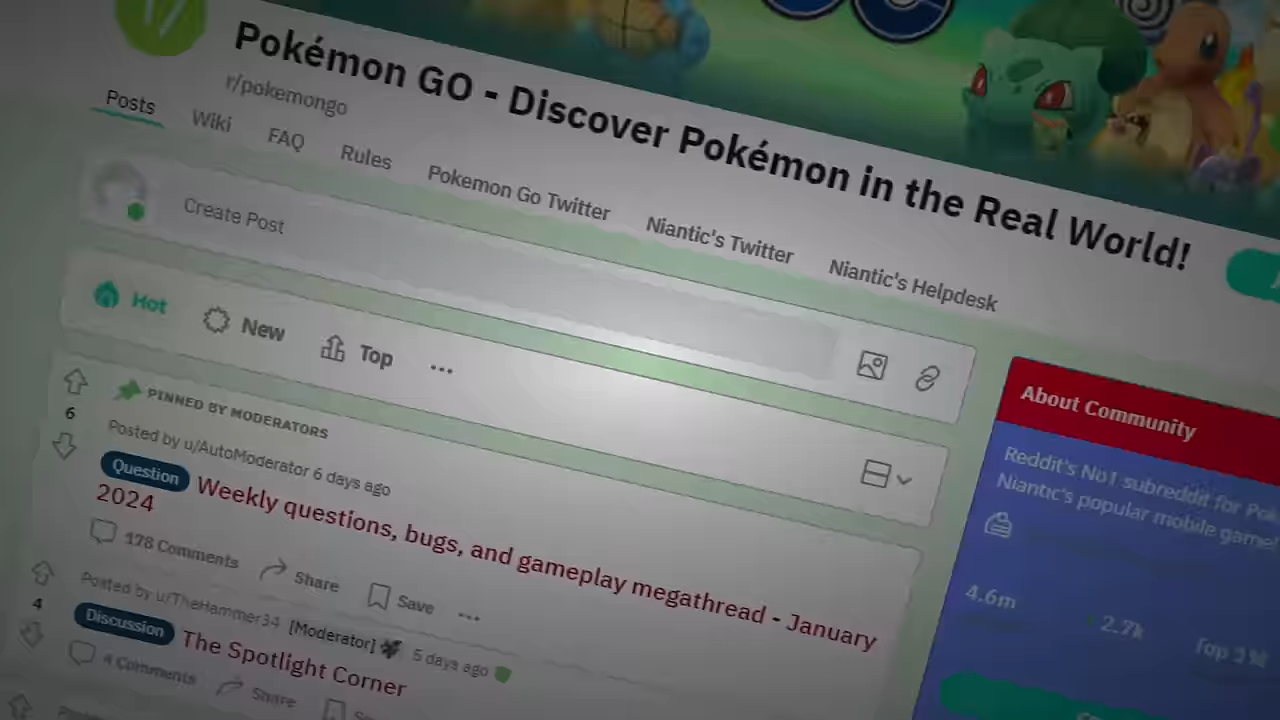 GO
Pokémon GO - Discover Pokémon in the Real World!
r/pokemongo
Posts
Wiki
FAQ
Rules
Pokemon Go Twitter
Niantic's Twitter
Niantic's Helpdesk
Create Post
Hot
New
Top
...
PINNED BY MODERATORS
6
Posted by u/AutoModerator 6 days ago
Question Weekly questions, bugs, and gameplay megathread - January
2024
178 Comments
Share
Save
...
4
Posted by u/TheHammer34 [Moderator] 5 days ago
Discussion The Spotlight Corner
4 Comments
Share
About Community
Reddit's No1 subreddit for
Niantic's popular mobile game!
4.6m
2.7k
Top 1%